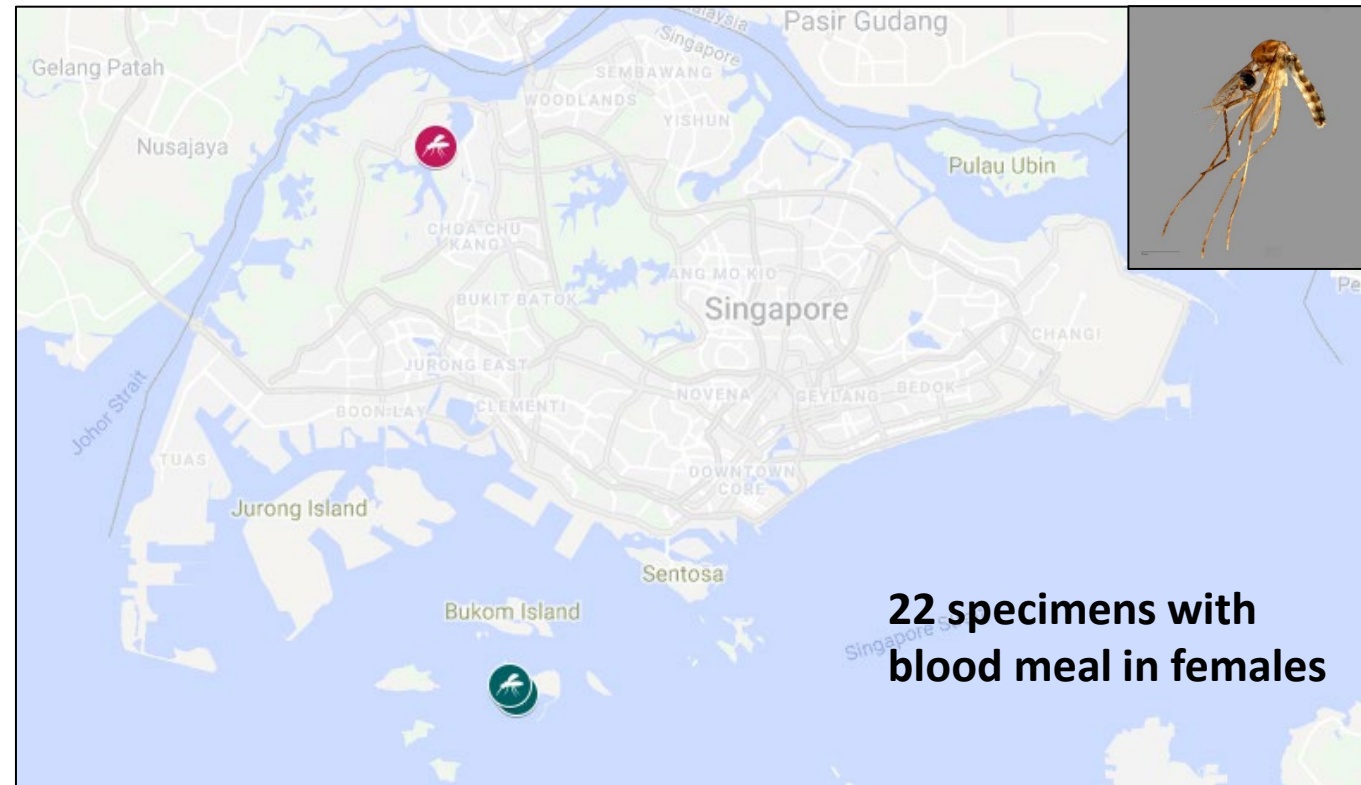 Malaysia
Singapore
Pasir Gudang
Gelang Patah
SEMBAWANG
WOODLANDS
YISHUN
Nusajaya
Pulau Ubin
CHOA CHU
KANG
ANG MO KIO
BUKIT BATOK
Singapore
CHANGI
JURONG EAST
NOVENA
GEYLANG
BEDOK
BOON LAY
CLEMENTI
Johor Strait
TUAS
DOWNTOWN
CORE
Jurong Island
Sentosa
Bukom Island
22 specimens with
Singapore
blood meal in females